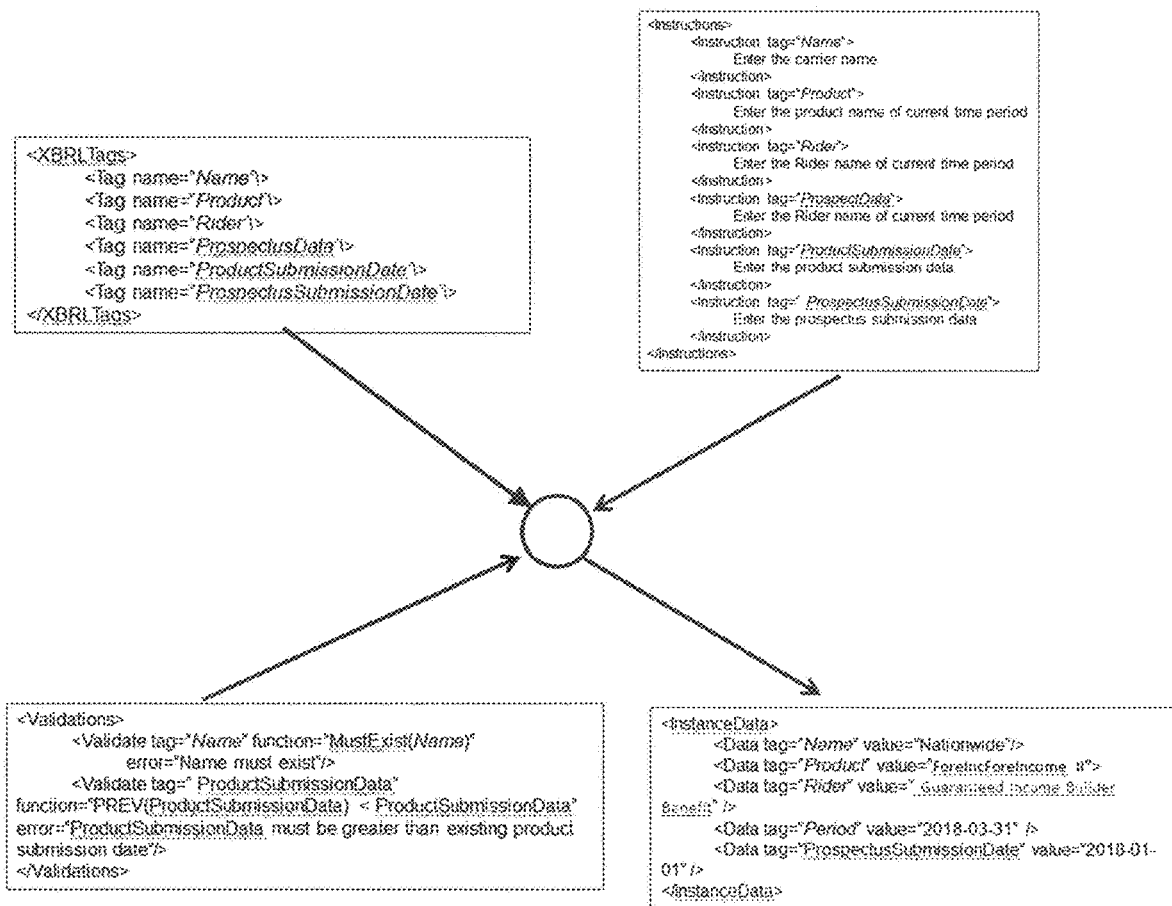 <XBRLTags>
<Tag name="Name"\>
<Tag name="Product"\>
<Tag name="Rider"\>
<Tag name="ProspectusData"\>
<Tag name="ProductSubmissionDate"\>
<Tag name="ProspectusSubmissionDate"\>
</XBRLTags>
<Instructions>
<Instruction tag="Name">
Enter the carrier name
</Instruction>
<Instruction tag="Product">
Enter the product name of current time period
</Instruction>
<Instruction tag="Rider">
Enter the Rider name of current time period
</Instruction>
<Instruction tag="ProspectData">
Enter the Rider name of current time period
</Instruction>
<Instruction tag="ProductSubmissionDate">
Enter the product submission data
</Instruction>
<Instruction tag=" ProspectusSubmissionDate">
Enter the prospectus submission data
</Instruction>
</Instructions>
<Validations>
<Validate tag="Name" function="MustExist(Name)"
error="Name must exist"/>
<Validate tag=" ProductSubmissionData"
function="PREV(ProductSubmissionData) < ProductSubmissionData"
error="ProductSubmissionData must be greater than existing product
submission date"/>
</Validations>
<InstanceData>
<Data tag="Name" value="Nationwide"/>
<Data tag="Product" value="ForeIncForeIncome II">
<Data tag="Rider" value=" Guaranteed Income Builder
Benefit" />
<Data tag="Period" value="2018-03-31" />
<Data tag="ProspectusSubmissionDate" value="2018-01-
01" />
</InstanceData>